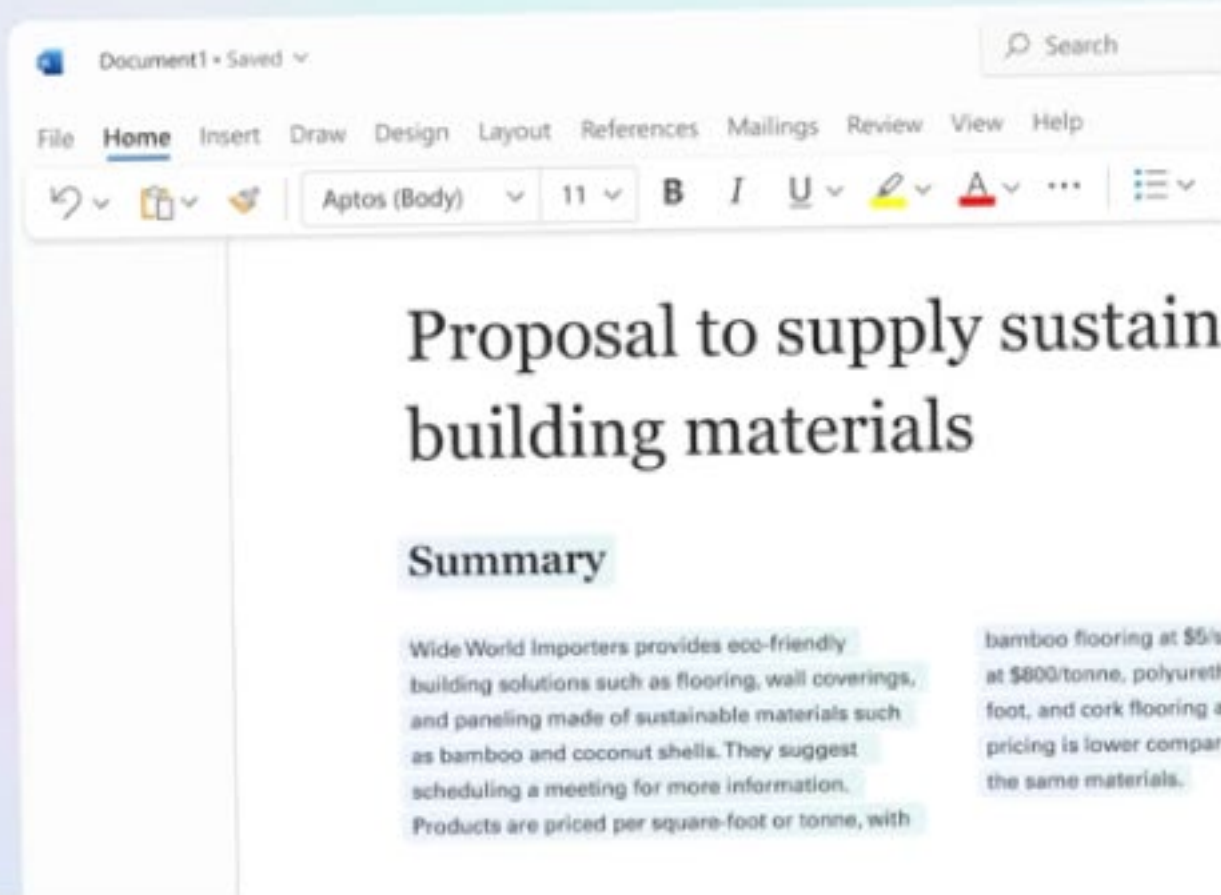 Document1 • Saved
Search
File Home Insert Draw Design Layout References Mailings Review View Help
Aptos (Body) 11 B I U A
Proposal to supply sustain
building materials
Summary
Wide World Importers provides eco-friendly
building solutions such as flooring, wall coverings,
and paneling made of sustainable materials such
as bamboo and coconut shells. They suggest
scheduling a meeting for more information.
Products are priced per square-foot or tonne, with
bamboo flooring at $5/s
at $800/tonne, polyureth
foot, and cork flooring a
pricing is lower compar
the same materials.